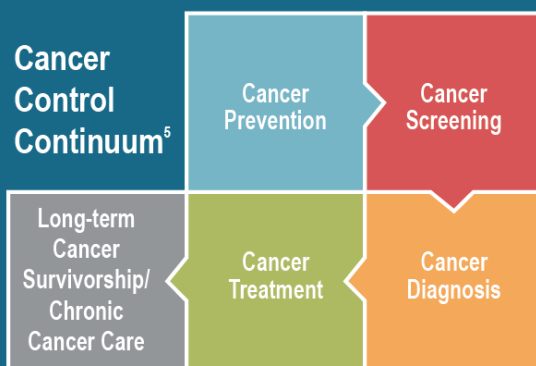 Cancer
Control
Continuum⁵
Cancer
Prevention
Cancer
Screening
Cancer
Diagnosis
Cancer
Treatment
Long-term
Cancer
Survivorship/
Chronic
Cancer Care